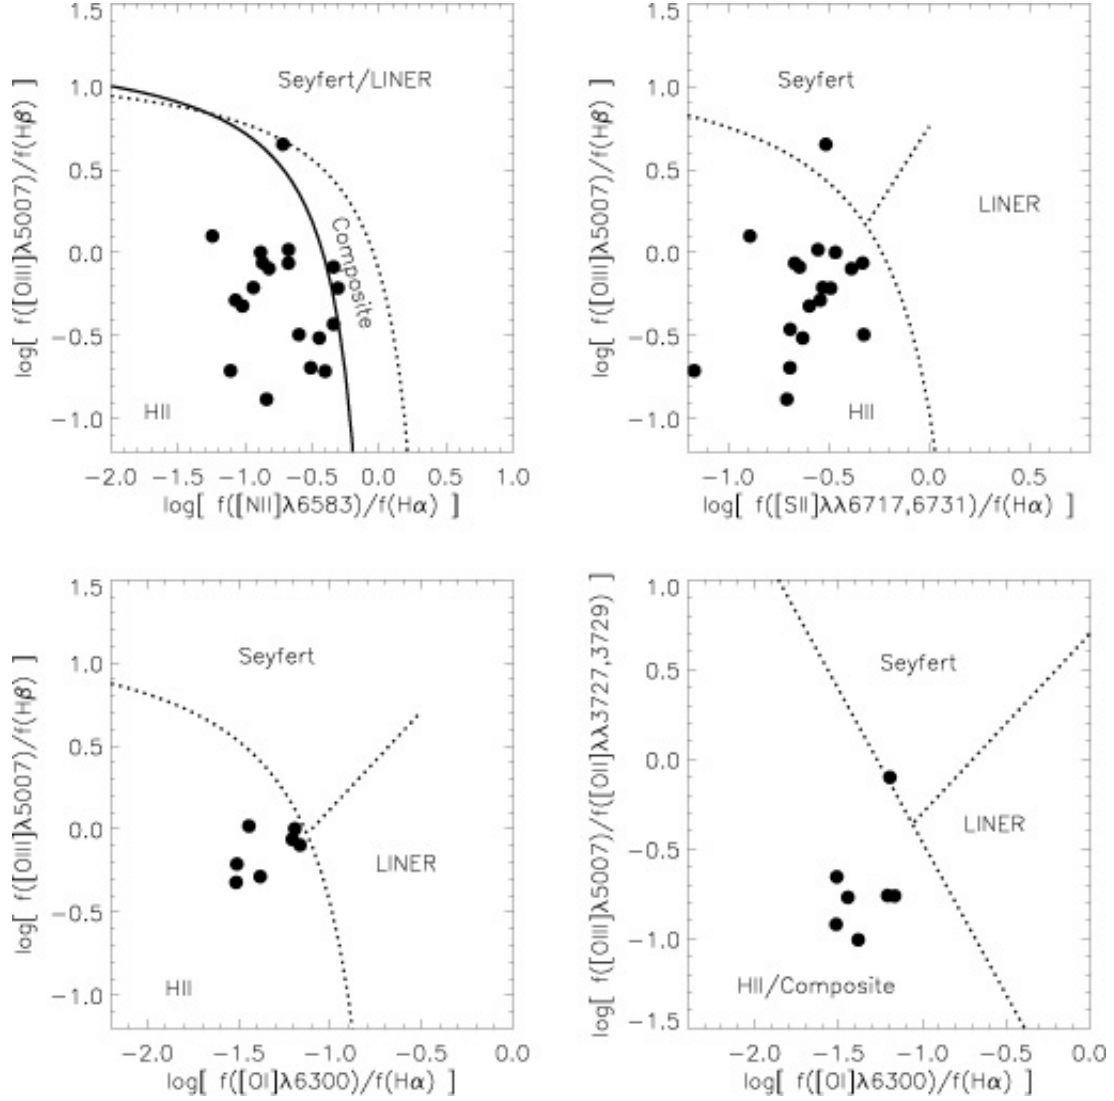 1.5
1.0
0.5
0.0
−0.5
−1.0
log[ f([OIII]λ5007)/f(Hβ) ]
Seyfert/LINER
Composite
HII
−2.0 −1.5 −1.0 −0.5 0.0 0.5 1.0
log[ f([NII]λ6583)/f(Hα) ]
1.5
1.0
0.5
0.0
−0.5
−1.0
log[ f([OIII]λ5007)/f(Hβ) ]
Seyfert
LINER
HII
−1.0 −0.5 0.0 0.5
log[ f([SII]λλ6717,6731)/f(Hα) ]
1.5
1.0
0.5
0.0
−0.5
−1.0
log[ f([OIII]λ5007)/f(Hβ) ]
Seyfert
LINER
HII
−2.0 −1.5 −1.0 −0.5 0.0
log[ f([OI]λ6300)/f(Hα) ]
1.0
0.5
0.0
−0.5
−1.0
−1.5
log[ f([OIII]λ5007)/f([OII]λλ3727,3729) ]
Seyfert
LINER
HII/Composite
−2.0 −1.5 −1.0 −0.5 0.0
log[ f([OI]λ6300)/f(Hα) ]